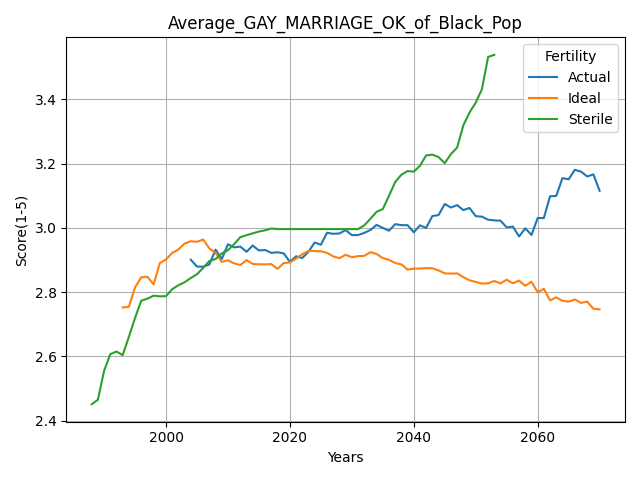 Average_GAY_MARRIAGE_OK_of_Black_Pop
Fertility
Actual
Ideal
Sterile
Score(1-5)
3.4
3.2
3.0
2.8
2.6
2.4
2000
2020
2040
2060
Years